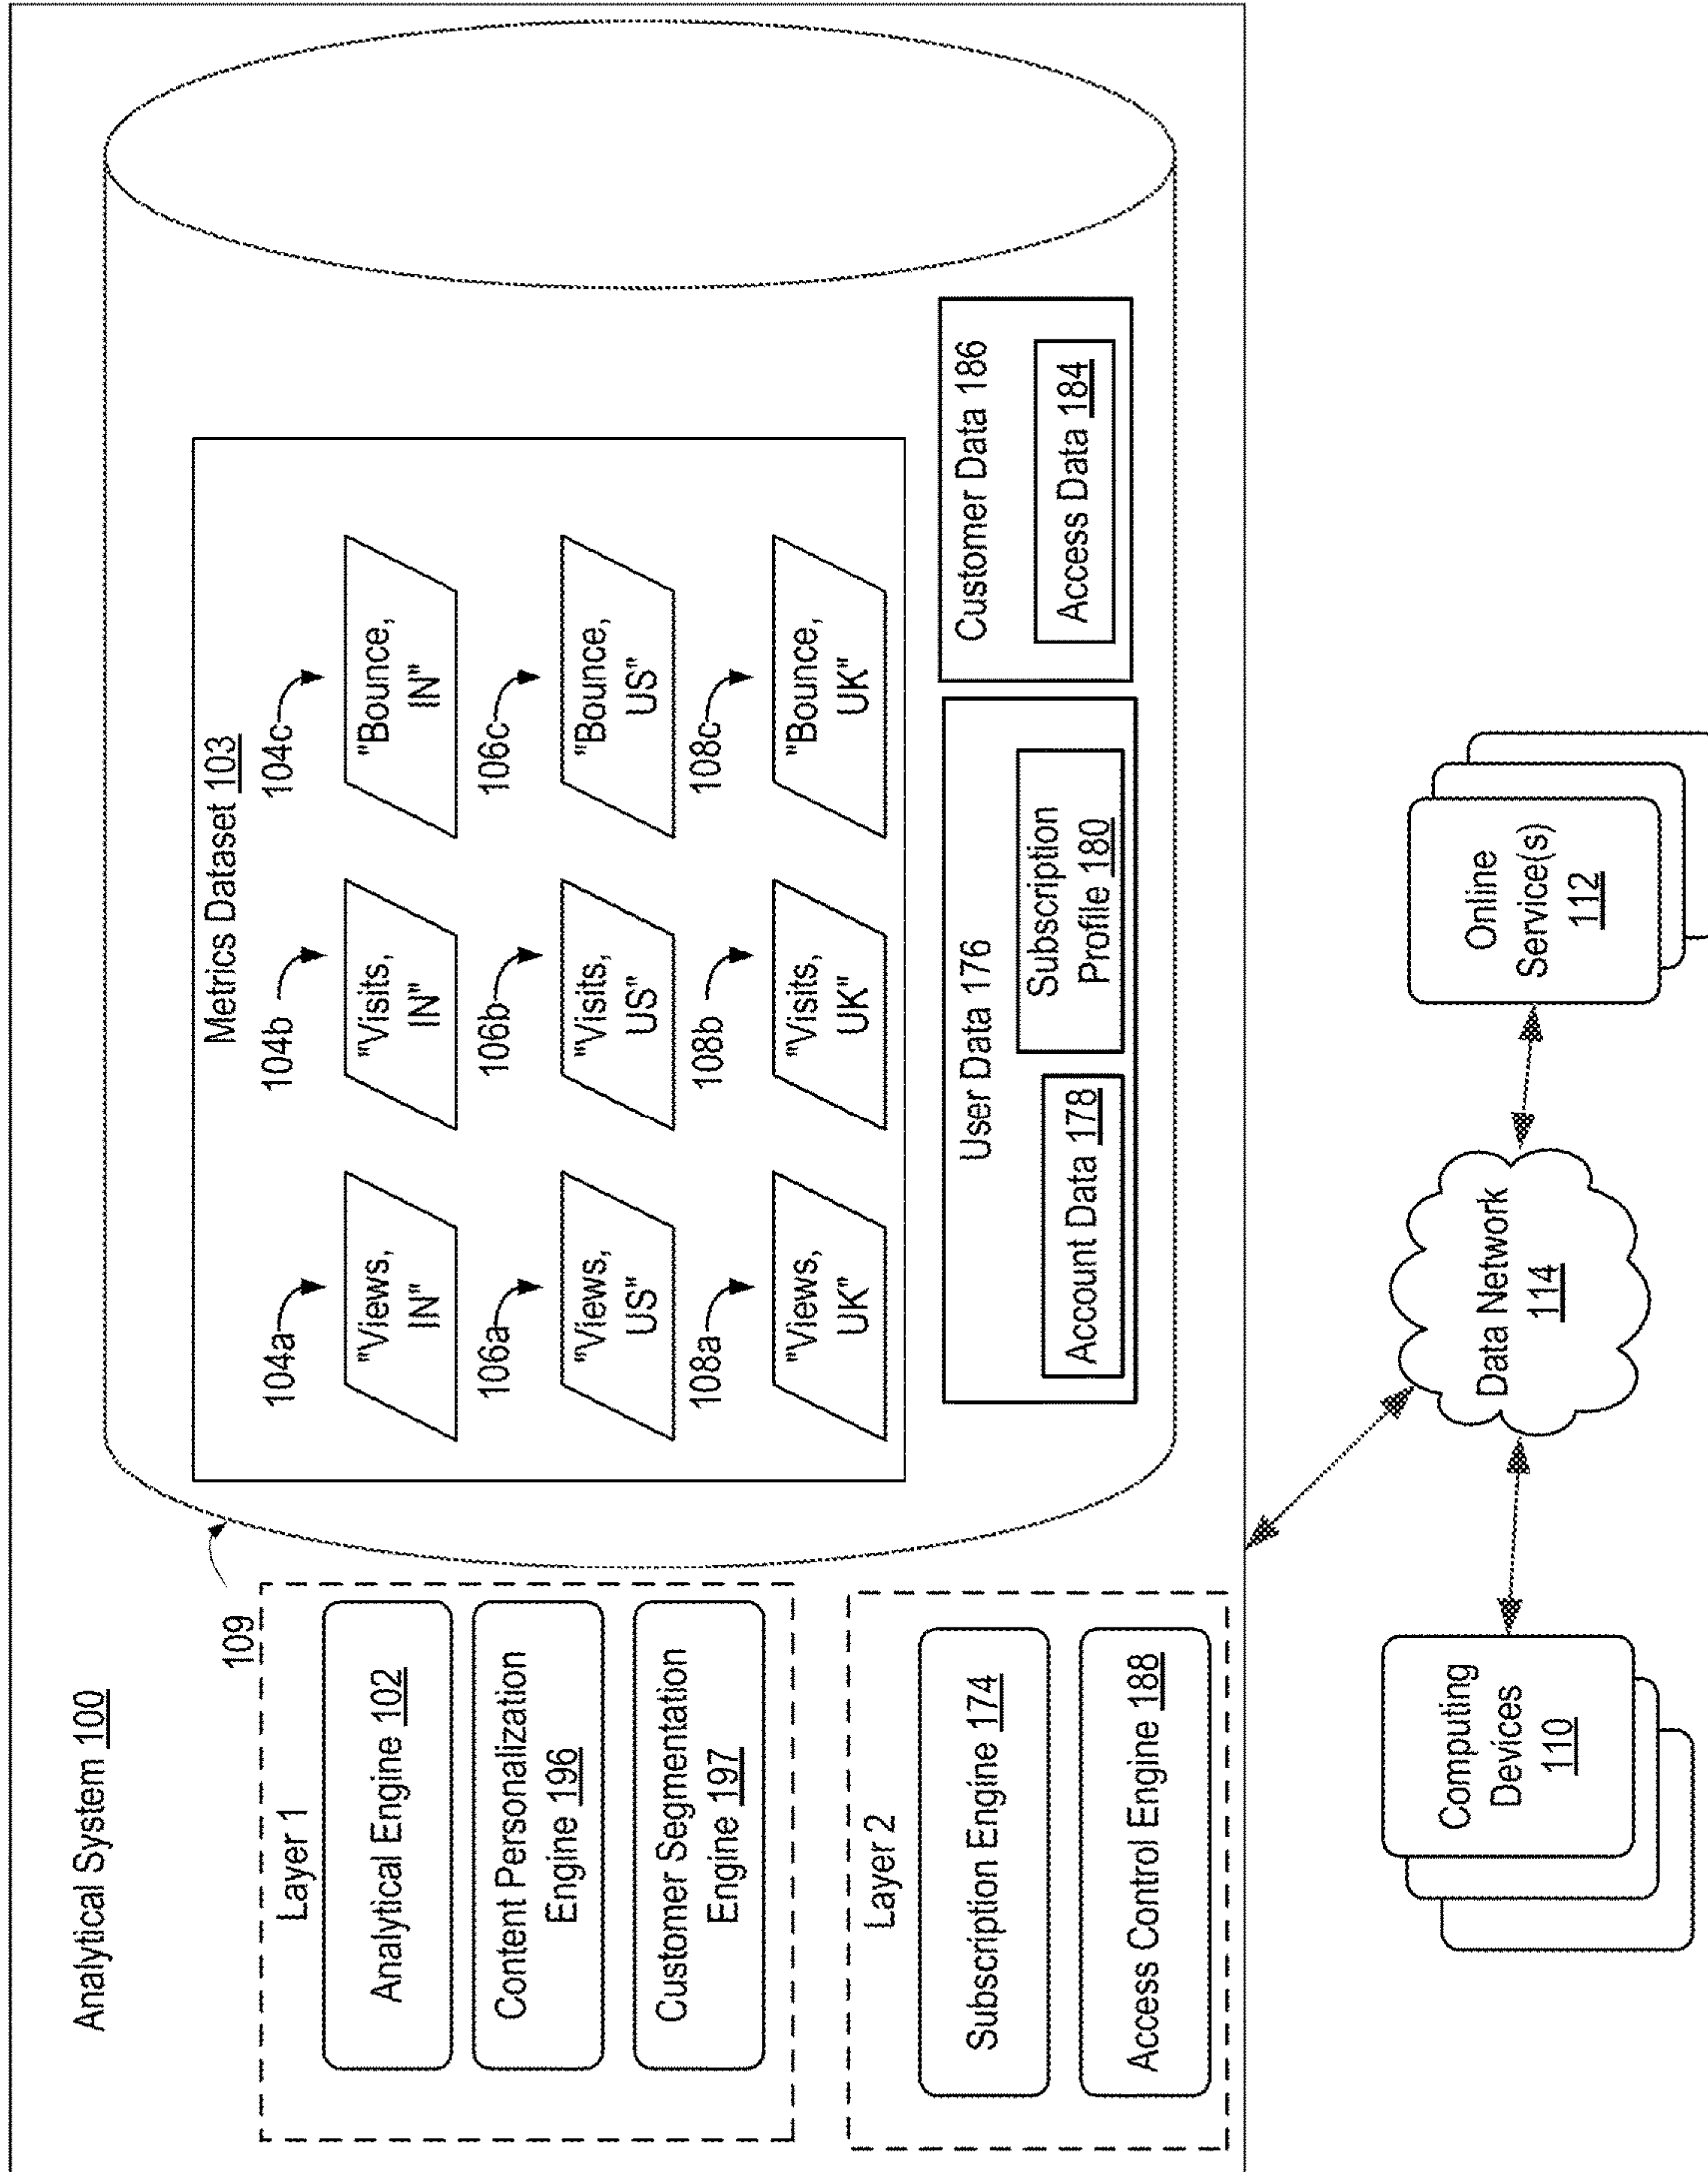 Analytical System 100
109
Layer 1
Analytical Engine 102
Content Personalization
Engine 196
Customer Segmentation
Engine 197
Layer 2
Subscription Engine 174
Access Control Engine 188
Metrics Dataset 103
104a
104b
104c
"Views,
IN"
"Visits,
IN"
"Bounce,
IN"
106a
106b
106c
"Views,
US"
"Visits,
US"
"Bounce,
US"
108a
108b
108c
"Views,
UK"
"Visits,
UK"
"Bounce,
UK"
User Data 176
Account Data 178
Subscription
Profile 180
Customer Data 186
Access Data 184
Computing
Devices
110
Data Network
114
Online
Service(s)
112